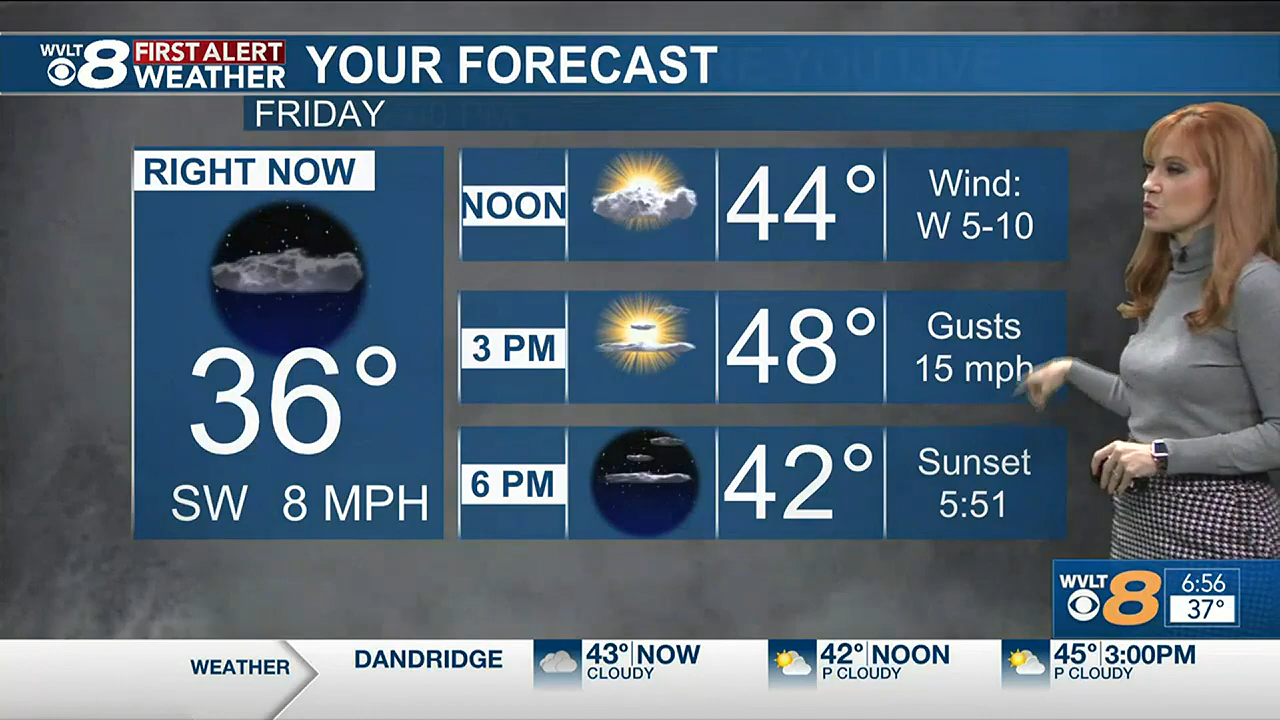 WVLT 8 FIRST ALERT WEATHER
YOUR FORECAST
FRIDAY
RIGHT NOW
36°
SW 8 MPH
NOON 44° Wind: W 5-10
3 PM 48° Gusts 15 mph
6 PM 42° Sunset 5:51
WVLT 8 6:56 37°
WEATHER DANDRIDGE 43° NOW CLOUDY 42° NOON P CLOUDY 45° 3:00PM P CLOUDY